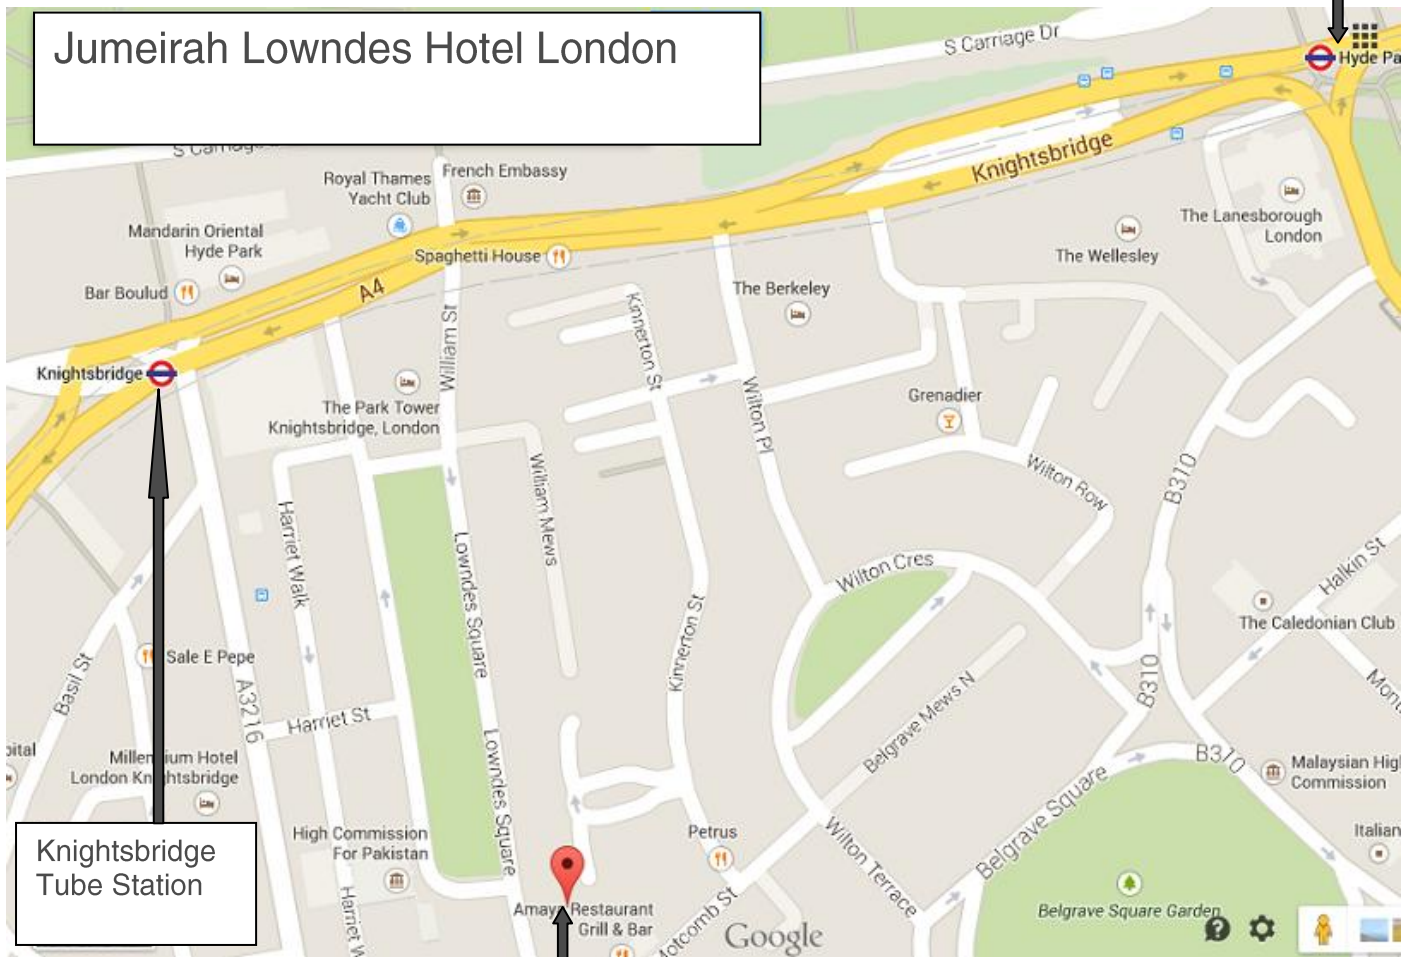 Jumeirah Lowndes Hotel London
S Carriage Dr
Hyde Pa
S Carriage
French Embassy
Royal Thames
Yacht Club
Knightsbridge
Mandarin Oriental
Hyde Park
The Lanesborough
London
Spaghetti House
The Wellesley
Bar Boulud
A4
The Berkeley
Kinnerton St
William St
Knightsbridge
The Park Tower
Knightsbridge, London
Grenadier
Wilton Pl
William Mews
Wilton Row
B310
Harriet Walk
Lowndes Square
Wilton Cres
Halkin St
The Caledonian Club
Kinnerton St
Sale E Pepe
Basil St
A3216
Harriet St
B310
Belgrave Mews N
Lowndes Square
pital
Millennium Hotel
London Knightsbridge
B310
Malaysian Hig
Commission
Belgrave Square
High Commission
For Pakistan
Petrus
Wilton Terrace
Italian
Knightsbridge
Tube Station
Harriet W
Amaya Restaurant
Grill & Bar
Motcomb St
Google
Belgrave Square Garden